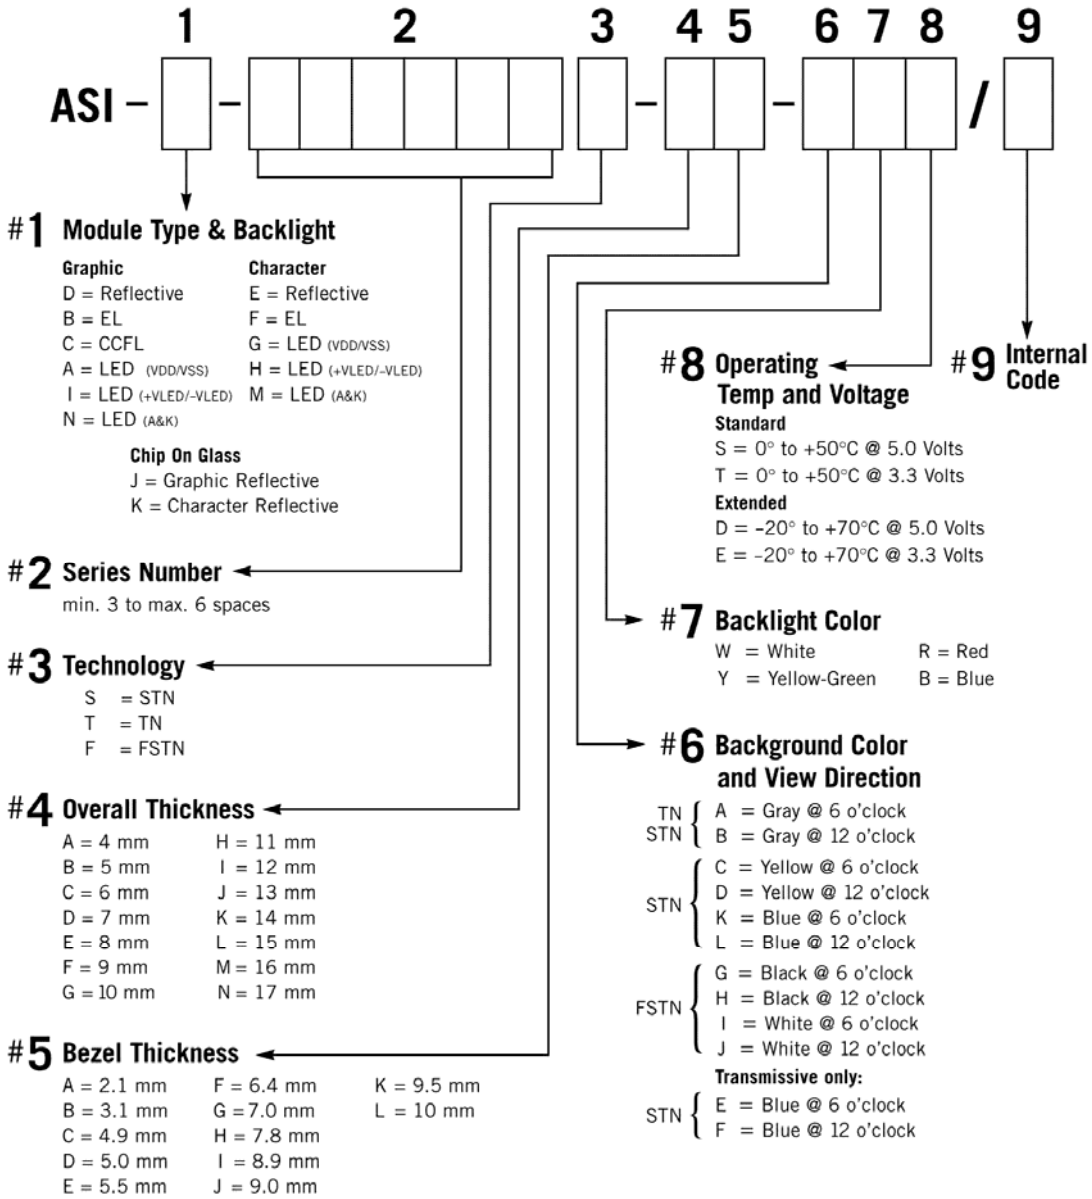 1 2 3 4 5 6 7 8 9
ASI – – – – /
#1 Module Type & Backlight
Graphic Character
D = Reflective E = Reflective
B = EL F = EL
C = CCFL G = LED (VDD/VSS)
A = LED (VDD/VSS) H = LED (+VLED/–VLED)
I = LED (+VLED/–VLED) M = LED (A&K)
N = LED (A&K)
Chip On Glass
J = Graphic Reflective
K = Character Reflective
#2 Series Number
min. 3 to max. 6 spaces
#3 Technology
S = STN
T = TN
F = FSTN
#4 Overall Thickness
A = 4 mm H = 11 mm
B = 5 mm I = 12 mm
C = 6 mm J = 13 mm
D = 7 mm K = 14 mm
E = 8 mm L = 15 mm
F = 9 mm M = 16 mm
G = 10 mm N = 17 mm
#5 Bezel Thickness
A = 2.1 mm F = 6.4 mm K = 9.5 mm
B = 3.1 mm G = 7.0 mm L = 10 mm
C = 4.9 mm H = 7.8 mm
D = 5.0 mm I = 8.9 mm
E = 5.5 mm J = 9.0 mm
#8 Operating
Temp and Voltage
Standard
S = 0° to +50°C @ 5.0 Volts
T = 0° to +50°C @ 3.3 Volts
Extended
D = –20° to +70°C @ 5.0 Volts
E = –20° to +70°C @ 3.3 Volts
#9 Internal
Code
#7 Backlight Color
W = White R = Red
Y = Yellow-Green B = Blue
#6 Background Color
and View Direction
TN A = Gray @ 6 o'clock
STN B = Gray @ 12 o'clock
C = Yellow @ 6 o'clock
D = Yellow @ 12 o'clock
STN K = Blue @ 6 o'clock
L = Blue @ 12 o'clock
G = Black @ 6 o'clock
FSTN H = Black @ 12 o'clock
I = White @ 6 o'clock
J = White @ 12 o'clock
Transmissive only:
STN E = Blue @ 6 o'clock
F = Blue @ 12 o'clock